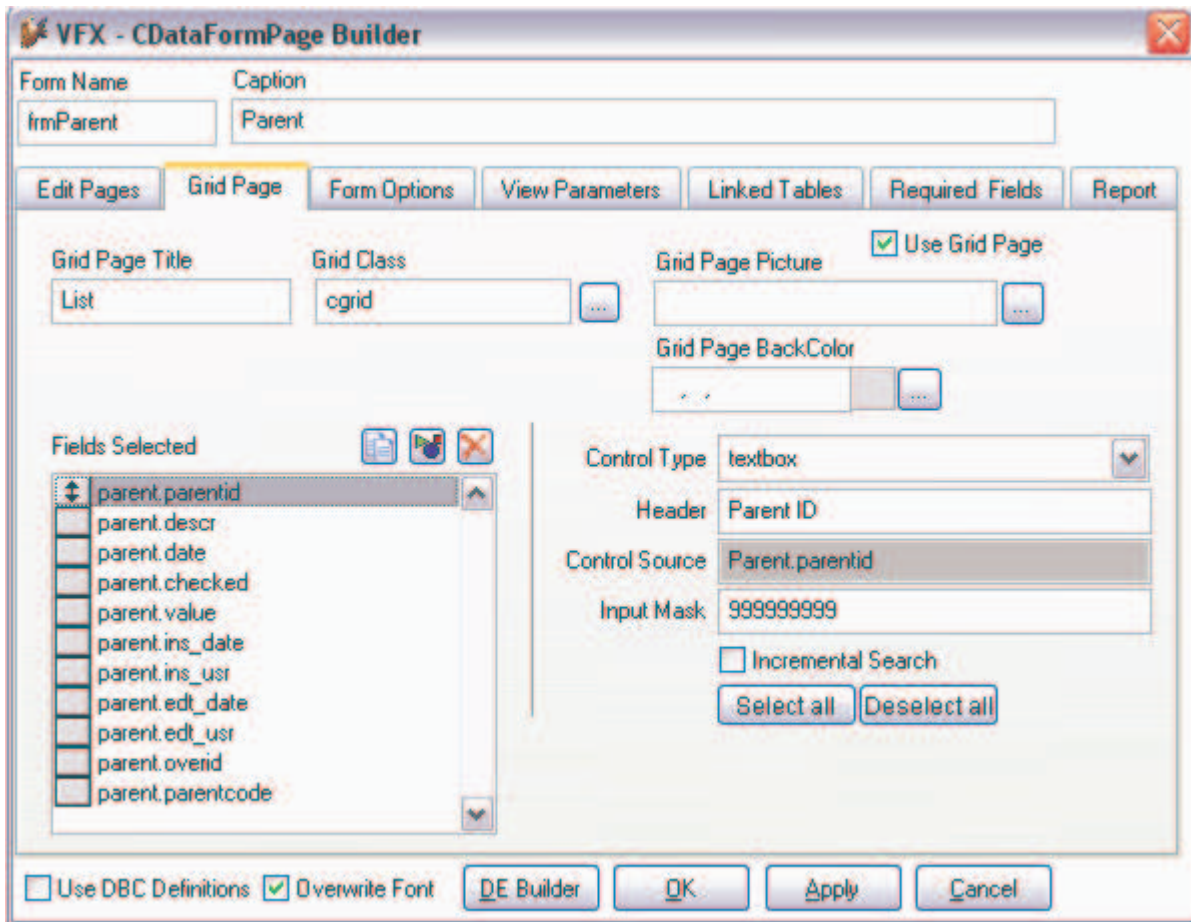 VFX - CDataFormPage Builder
Form Name Caption
frmParent Parent
Edit Pages Grid Page Form Options View Parameters Linked Tables Required Fields Report
Use Grid Page
Grid Page Title Grid Class Grid Page Picture
List cgrid ... ...
Grid Page BackColor
, , ...
Fields Selected
Control Type textbox
Header Parent ID
Control Source Parent.parentid
Input Mask 999999999
Incremental Search
Select all Deselect all
parent.parentid
parent.descr
parent.date
parent.checked
parent.value
parent.ins_date
parent.ins_usr
parent.edt_date
parent.edt_usr
parent.overid
parent.parentcode
Use DBC Definitions Overwrite Font DE Builder OK Apply Cancel